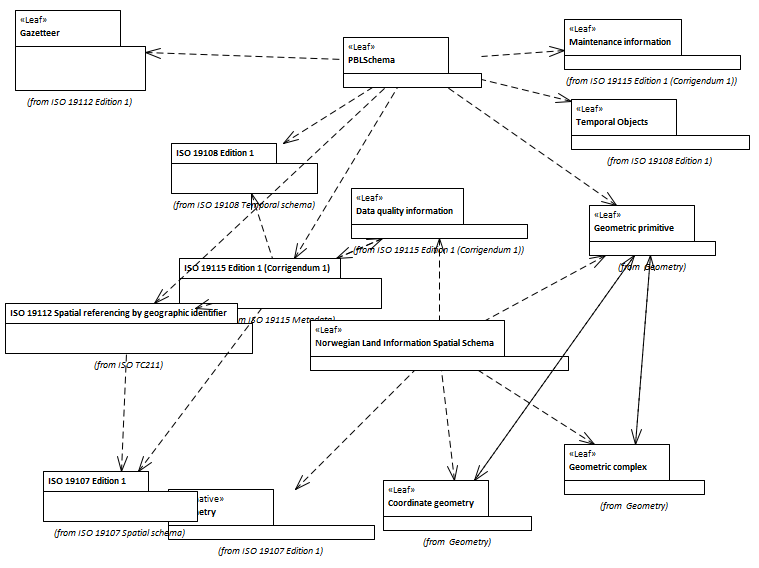 «Leaf»
Gazetteer
(from ISO 19112 Edition 1)
«Leaf»
PBLSchema
«Leaf»
Maintenance information
(from ISO 19115 Edition 1 (Corrigendum 1))
«Leaf»
Temporal Objects
(from ISO 19108 Edition 1)
ISO 19108 Edition 1
(from ISO 19108 Temporal schema)
«Leaf»
Data quality information
(from ISO 19115 Edition 1 (Corrigendum 1))
«Leaf»
Geometric primitive
(from Geometry)
ISO 19115 Edition 1 (Corrigendum 1)
ISO 19115 Metadata)
ISO 19112 Spatial referencing by geographic identifier
(from ISO TC211)
«Leaf»
Norwegian Land Information Spatial Schema
ISO 19107 Edition 1
(from ISO 19107 Spatial schema)
(from ISO 19107 Edition 1)
«Leaf»
Coordinate geometry
(from Geometry)
«Leaf»
Geometric complex
(from Geometry)